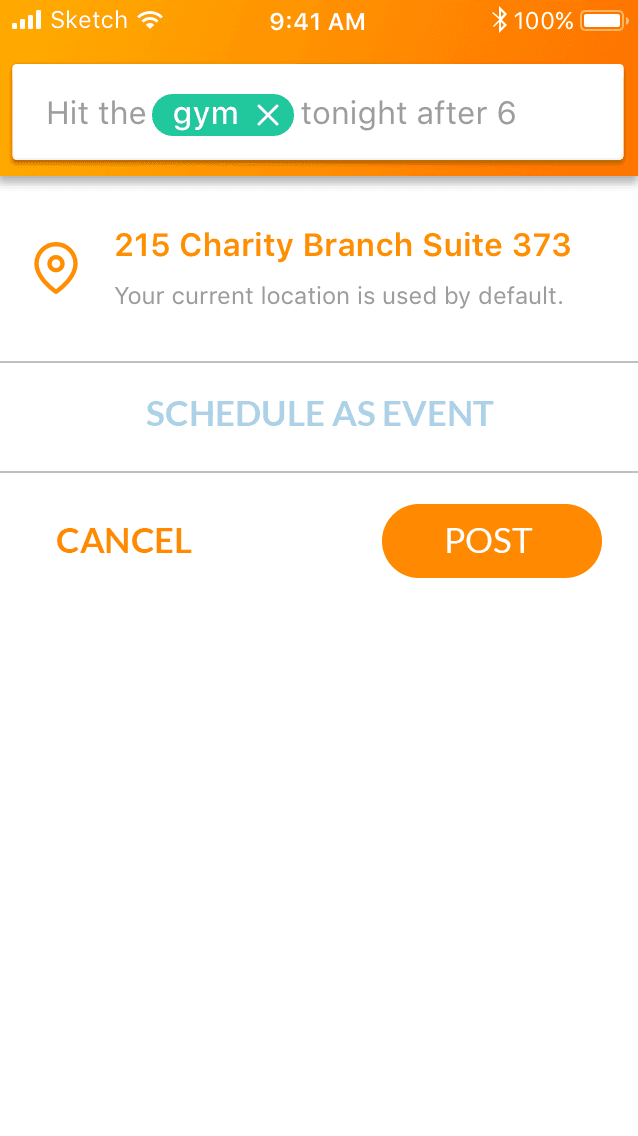 Sketch 9:41 AM 100%
Hit the gym tonight after 6
215 Charity Branch Suite 373
Your current location is used by default.
SCHEDULE AS EVENT
CANCEL POST